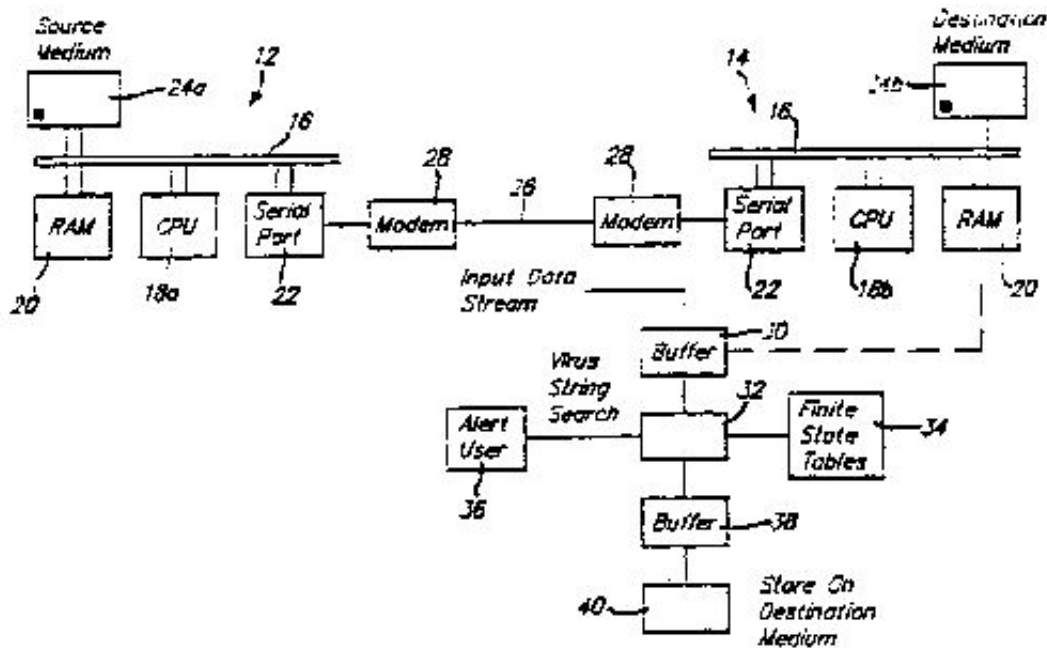 Source
Medium
Destination
Medium
12
14
24a
24b
16
16
28
28
26
RAM
CPU
Serial
Port
Modem
Modem
Serial
Port
CPU
RAM
20
18a
22
Input Data
Stream
22
18b
20
Buffer
30
Virus
String
Search
32
Alert
User
Finite
State
Tables
34
36
Buffer
38
40
Store On
Destination
Medium